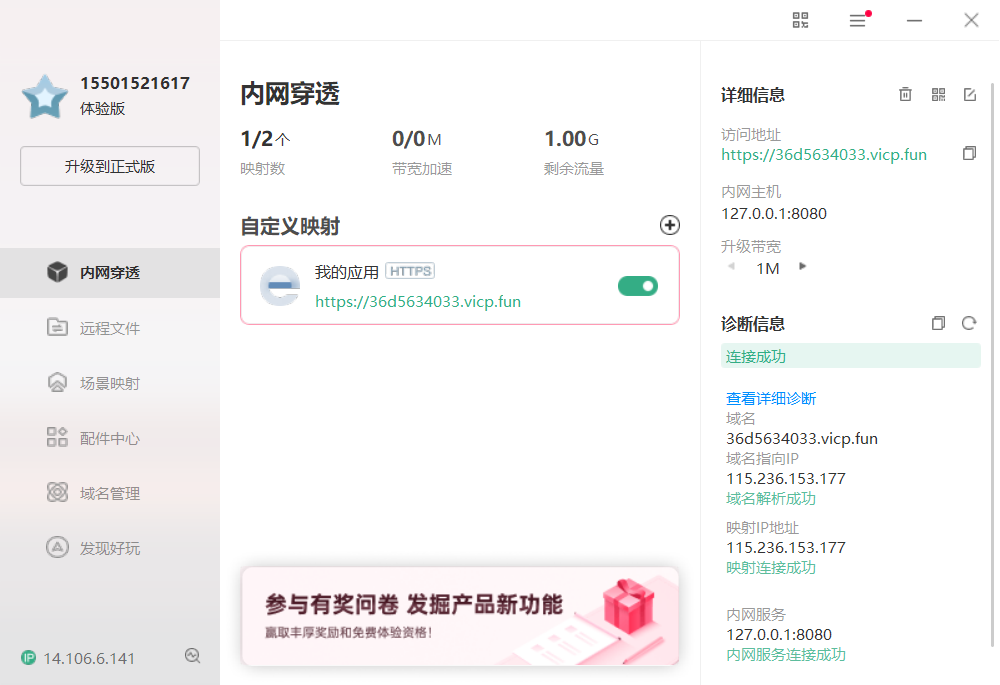 15501521617
体验版
升级到正式版
内网穿透
远程文件
场景映射
配件中心
域名管理
发现好玩
IP 14.106.6.141
内网穿透
1/2个
映射数
0/0M
带宽加速
1.00G
剩余流量
自定义映射
我的应用 HTTPS
https://36d5634033.vicp.fun
参与有奖问卷 发掘产品新功能
赢取丰厚奖励和免费体验资格!
详细信息
访问地址
https://36d5634033.vicp.fun
内网主机
127.0.0.1:8080
升级带宽
1M
诊断信息
连接成功
查看详细诊断
域名
36d5634033.vicp.fun
域名指向IP
115.236.153.177
域名解析成功
映射IP地址
115.236.153.177
映射连接成功
内网服务
127.0.0.1:8080
内网服务连接成功